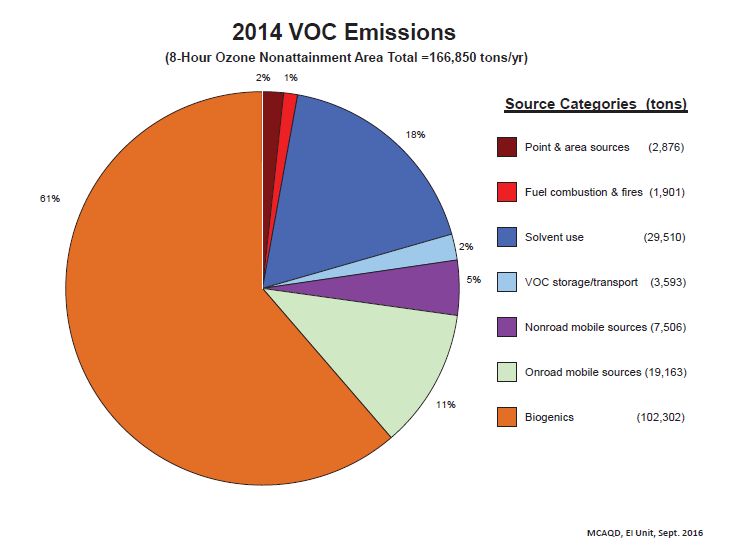 2014 VOC Emissions
(8-Hour Ozone Nonattainment Area Total =166,850 tons/yr)
2%
1%
18%
2%
5%
11%
61%
Source Categories (tons)
Point & area sources (2,876)
Fuel combustion & fires (1,901)
Solvent use (29,510)
VOC storage/transport (3,593)
Nonroad mobile sources (7,506)
Onroad mobile sources (19,163)
Biogenics (102,302)
MCAQD, EI Unit, Sept. 2016